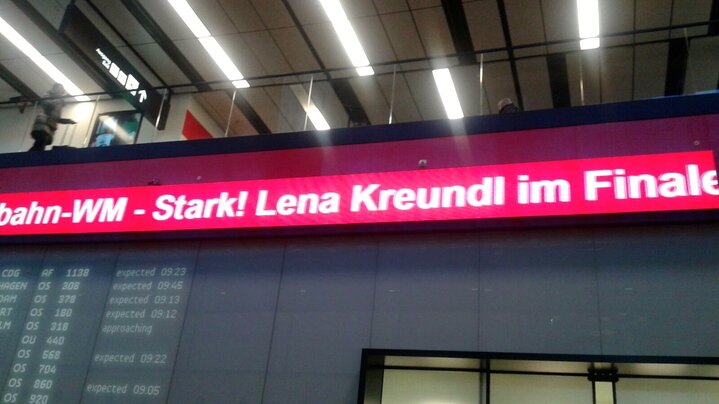 bahn-WM - Stark! Lena Kreundl im Finale
CDG AF 1138 expected 09:23
HAGEN OS 308 expected 09:45
DAM OS 378 expected 09:13
RT OS 180 expected 09:12
LM OS 318 approaching
OU 440
OS 568 expected 09:22
OS 704
OS 860 expected 09:05
OS 920